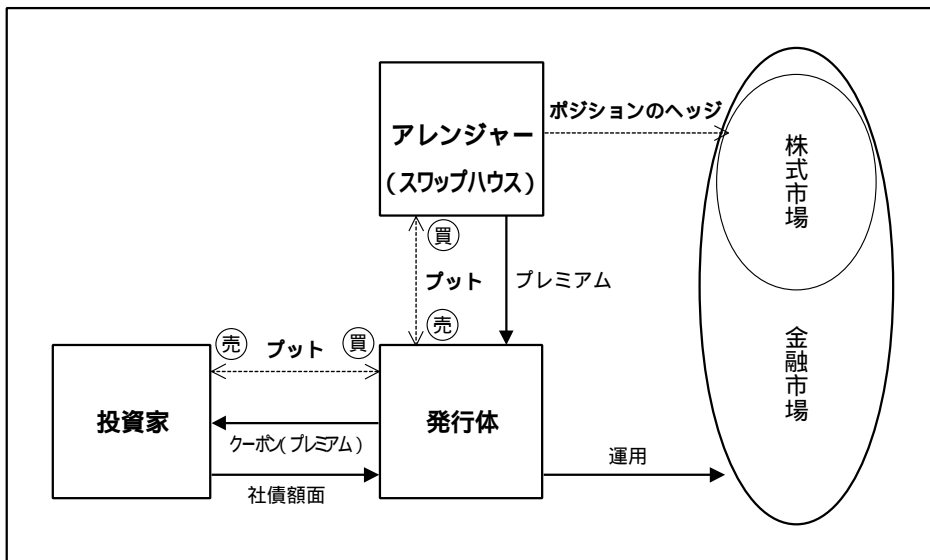 アレンジャー
(スワップハウス)
ポジションのヘッジ
株式市場
買
プット
プレミアム
売
売
プット
買
金融市場
投資家
発行体
クーポン(プレミアム)
運用
社債額面